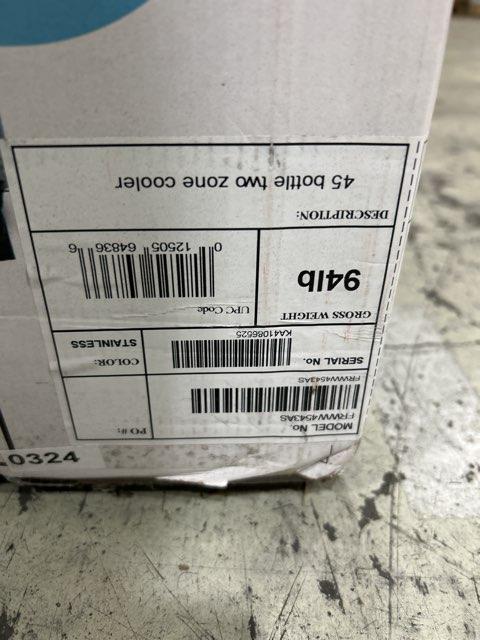 MODEL No.
FRWW4543AS
FRWW4543AS
PO #:
SERIAL No.
KA41086625
COLOR:
STAINLESS
GROSS WEIGHT
94lb
UPC Code
0 12505 64836 6
DESCRIPTION:
45 bottle two zone cooler
.0324